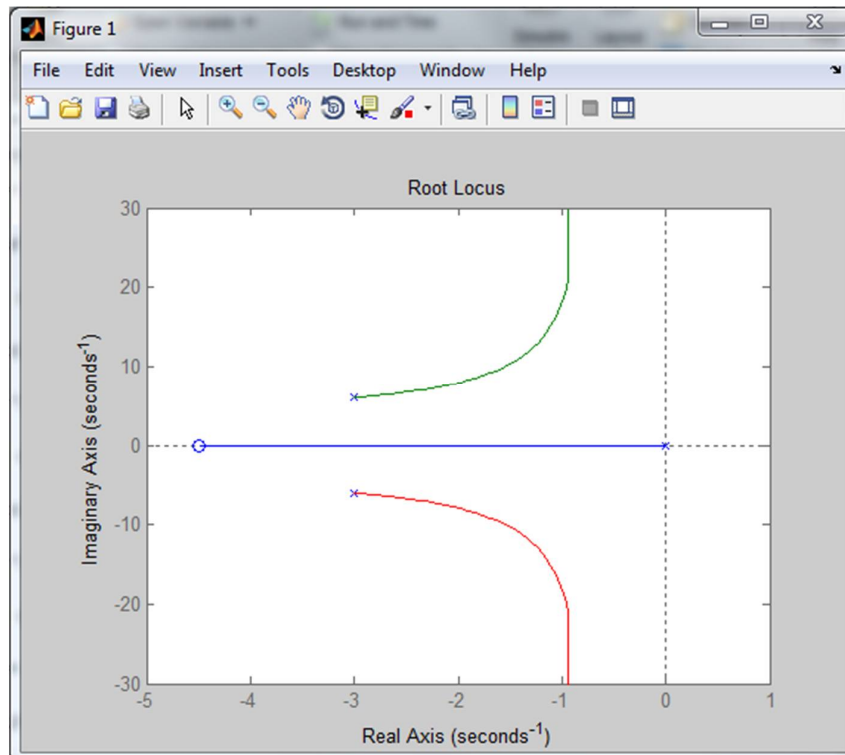 Figure 1
File Edit View Insert Tools Desktop Window Help
Root Locus
30
20
10
0
-10
-20
-30
Imaginary Axis (seconds⁻¹)
-5 -4 -3 -2 -1 0 1
Real Axis (seconds⁻¹)